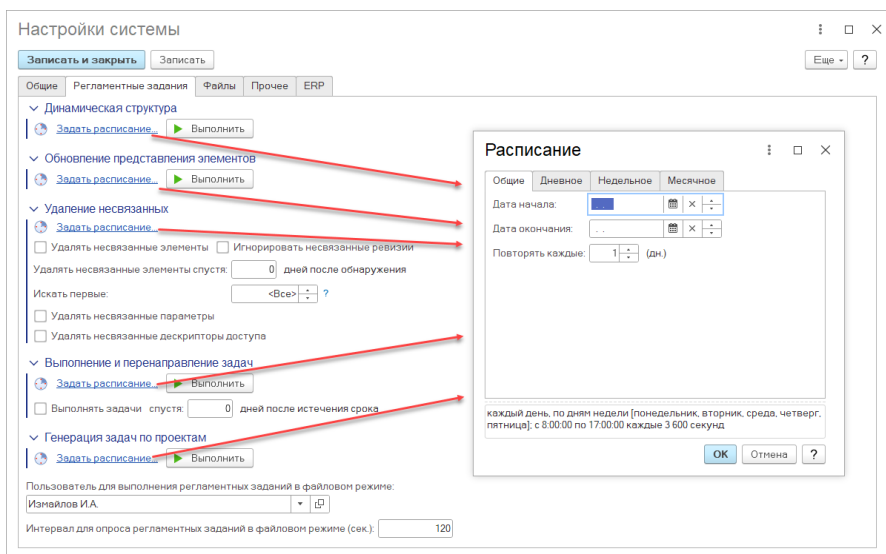 Настройки системы
Записать и закрыть Записать Еще ?
Общие Регламентные задания Файлы Прочее ERP
Динамическая структура
Задать расписание... Выполнить
Обновление представления элементов
Задать расписание... Выполнить
Удаление несвязанных
Задать расписание...
Удалять несвязанные элементы Игнорировать несвязанные ревизии
Удалять несвязанные элементы спустя: 0 дней после обнаружения
Искать первые: <Все> ?
Удалять несвязанные параметры
Удалять несвязанные дескрипторы доступа
Выполнение и перенаправление задач
Задать расписание... Выполнить
Выполнять задачи спустя: 0 дней после истечения срока
Генерация задач по проектам
Задать расписание... Выполнить
Пользователь для выполнения регламентных заданий в файловом режиме:
Измайлов И.А.
Интервал для опроса регламентных заданий в файловом режиме (сек.): 120
Расписание
Общие Дневное Недельное Месячное
Дата начала: . .
Дата окончания: . .
Повторять каждые: 1 (дн.)
каждый день, по дням недели [понедельник, вторник, среда, четверг,
пятница]; с 8:00:00 по 17:00:00 каждые 3 600 секунд
ОК Отмена ?